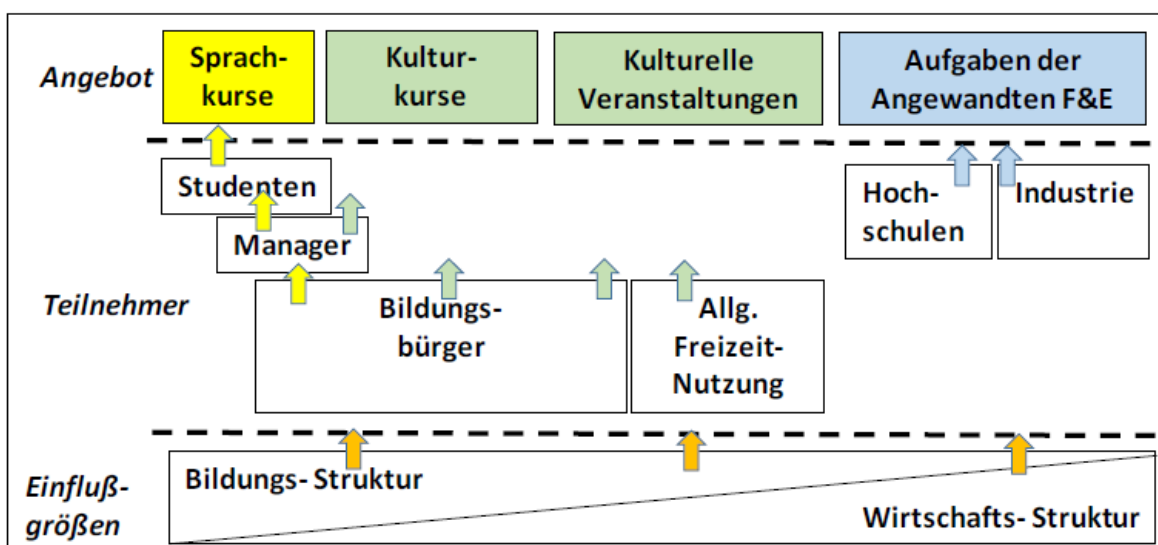 Angebot
Sprach-
kurse
Kultur-
kurse
Kulturelle
Veranstaltungen
Aufgaben der
Angewandten F&E
Teilnehmer
Studenten
Manager
Bildungs-
bürger
Allg.
Freizeit-
Nutzung
Hoch-
schulen
Industrie
Einfluß-
größen
Bildungs- Struktur
Wirtschafts- Struktur